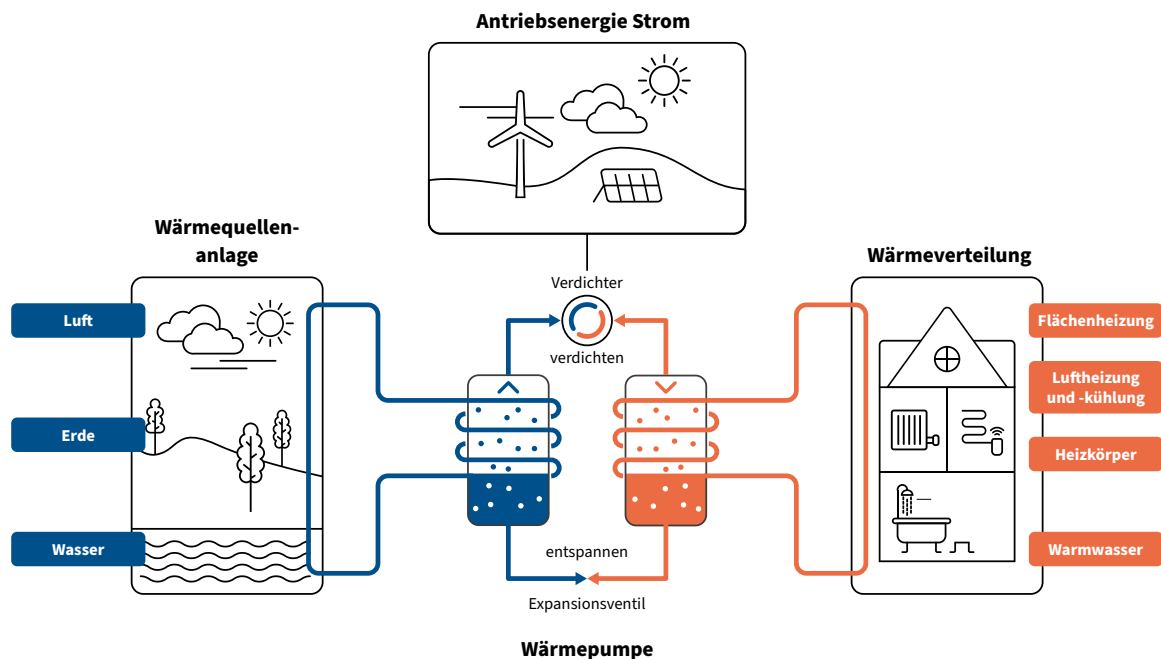 Antriebsenergie Strom
Wärmequellen-
anlage
Luft
Erde
Wasser
Verdichter
verdichten
entspannen
Expansionsventil
Wärmepumpe
Wärmeverteilung
Flächenheizung
Luftheizung
und -kühlung
Heizkörper
Warmwasser